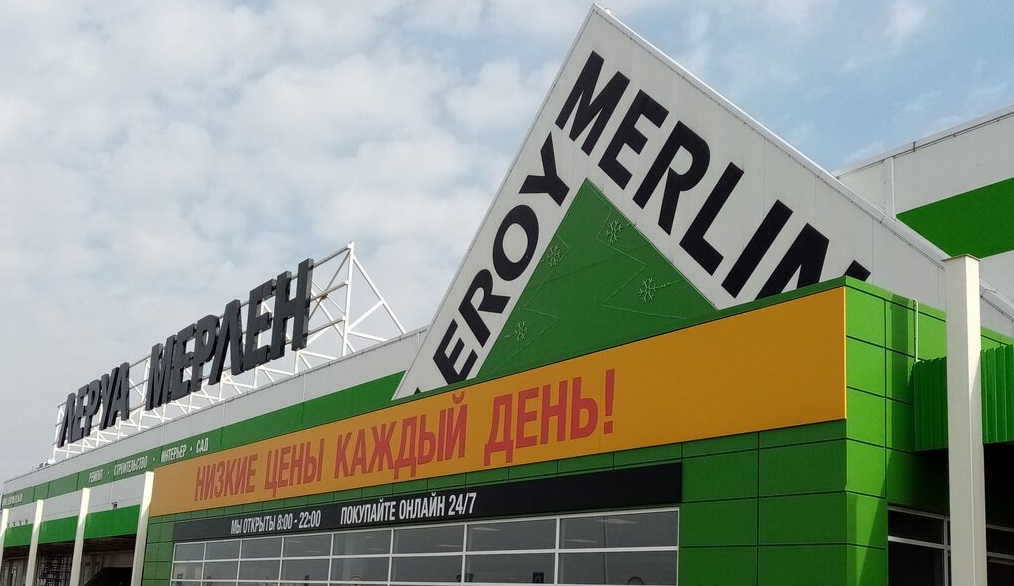 MERLIN
LEROY
ЛЕРУА МЕРЛЕН
РЕМОНТ · СТРОИТЕЛЬСТВО · ИНТЕРЬЕР · САД
НИЗКИЕ ЦЕНЫ КАЖДЫЙ ДЕНЬ!
МЫ ОТКРЫТЫ 8:00 - 22:00 ПОКУПАЙТЕ ОНЛАЙН 24/7